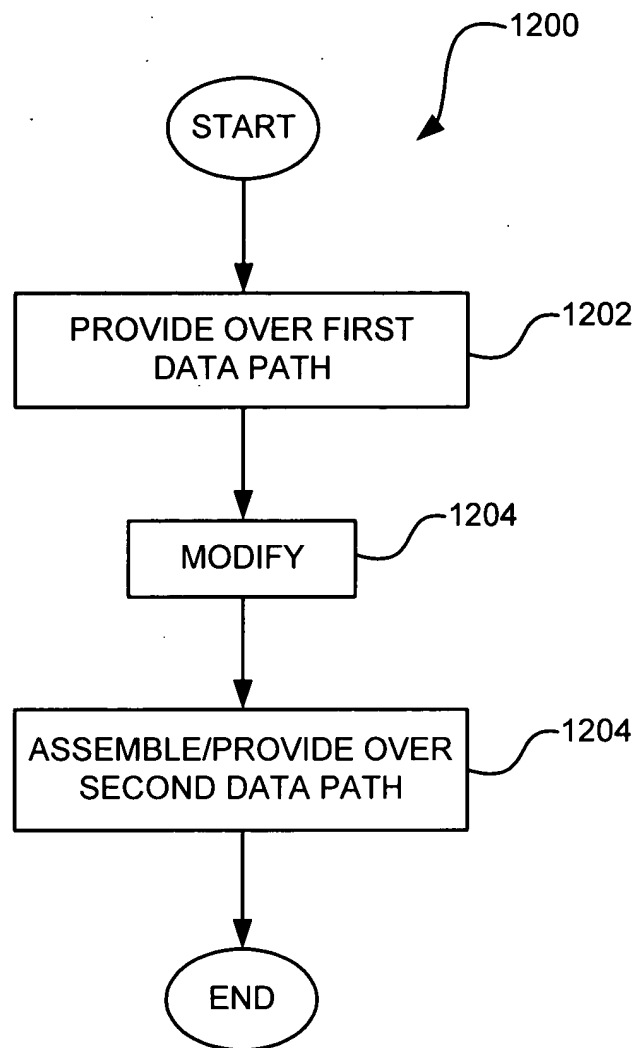 1200
START
PROVIDE OVER FIRST
DATA PATH
1202
MODIFY
1204
ASSEMBLE/PROVIDE OVER
SECOND DATA PATH
1204
END